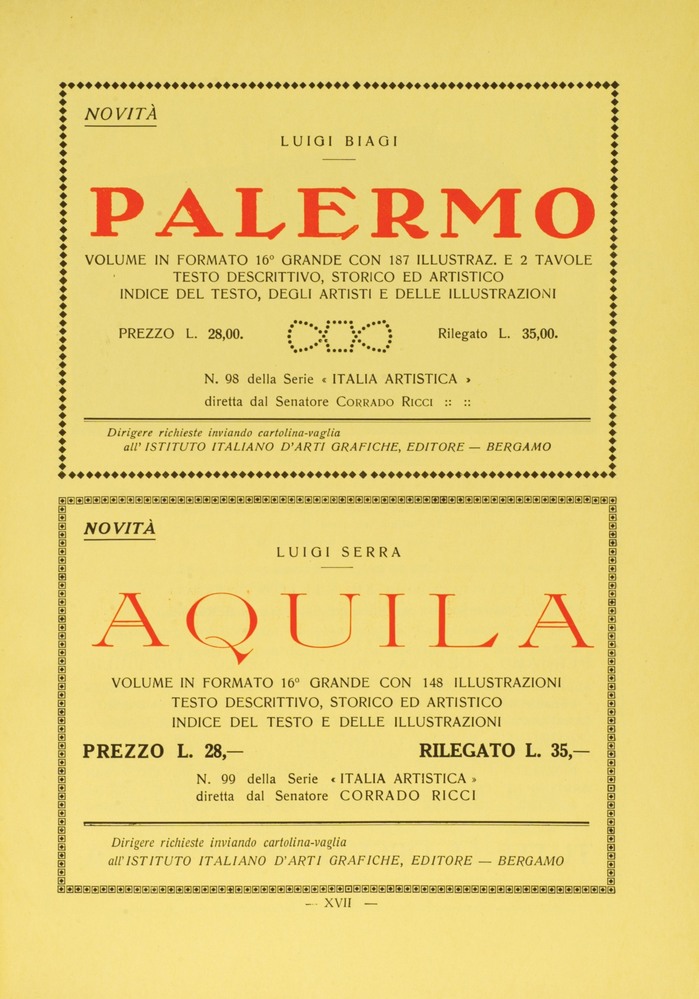 NOVITÀ
LUIGI BIAGI
PALERMO
VOLUME IN FORMATO 16º GRANDE CON 187 ILLUSTRAZ. E 2 TAVOLE
TESTO DESCRITTIVO, STORICO ED ARTISTICO
INDICE DEL TESTO, DEGLI ARTISTI E DELLE ILLUSTRAZIONI
PREZZO L. 28,00. Rilegato L. 35,00.
N. 98 della Serie « ITALIA ARTISTICA »
diretta dal Senatore CORRADO RICCI :: ::
Dirigere richieste inviando cartolina-vaglia
all' ISTITUTO ITALIANO D'ARTI GRAFICHE, EDITORE — BERGAMO
NOVITÀ
LUIGI SERRA
AQUILA
VOLUME IN FORMATO 16º GRANDE CON 148 ILLUSTRAZIONI
TESTO DESCRITTIVO, STORICO ED ARTISTICO
INDICE DEL TESTO E DELLE ILLUSTRAZIONI
PREZZO L. 28,— RILEGATO L. 35,—
N. 99 della Serie « ITALIA ARTISTICA »
diretta dal Senatore CORRADO RICCI
Dirigere richieste inviando cartolina-vaglia
all'ISTITUTO ITALIANO D'ARTI GRAFICHE, EDITORE — BERGAMO
— XVII —